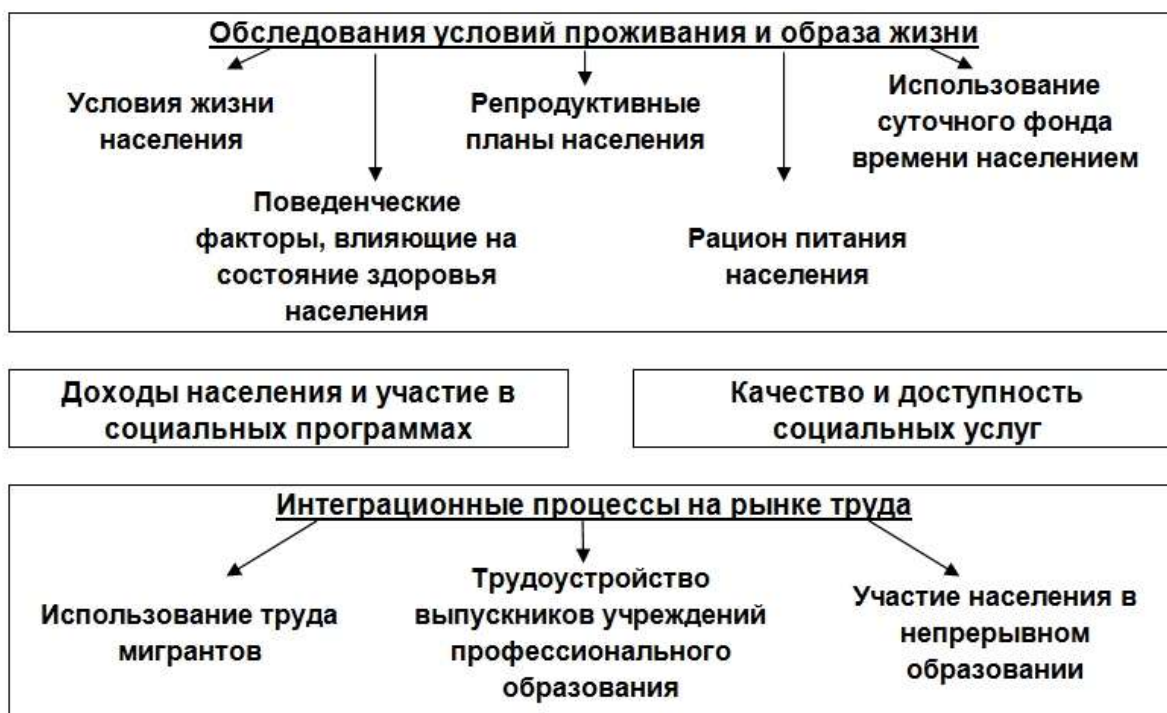 Обследования условий проживания и образа жизни
Условия жизни
населения
Репродуктивные
планы населения
Использование
суточного фонда
времени населением
Поведенческие
факторы, влияющие на
состояние здоровья
населения
Рацион питания
населения
Доходы населения и участие в
социальных программах
Качество и доступность
социальных услуг
Интеграционные процессы на рынке труда
Использование труда
мигрантов
Трудоустройство
выпускников учреждений
профессионального
образования
Участие населения в
непрерывном
образовании